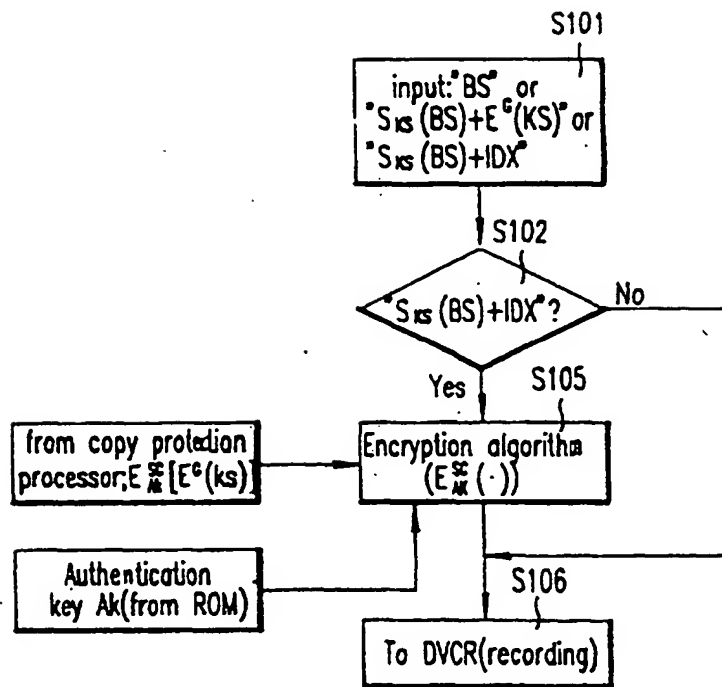 S101
input:"BS" or
"S_KS(BS)+E^G(KS)" or
"S_KS(BS)+IDX"
S102
"S_KS(BS)+IDX"?
No
Yes
S105
from copy protection
processor;E^SC_AK[E^G(ks)]
Encryption algorithm
(E^SC_AK(·))
Authentication
key Ak(from ROM)
S106
To DVCR(recording)